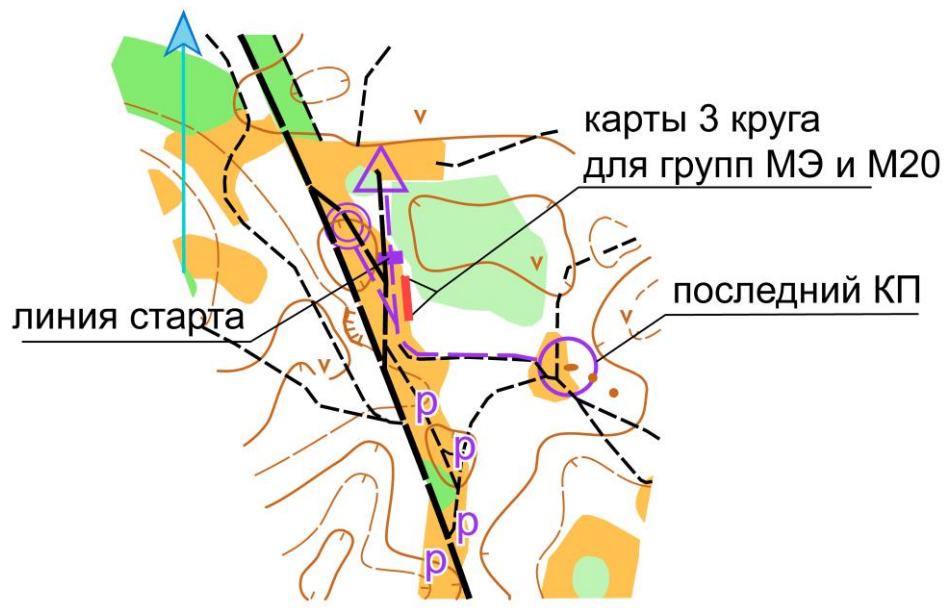 карты 3 круга
для групп МЭ и М20
последний КП
линия старта
p
p
p
p